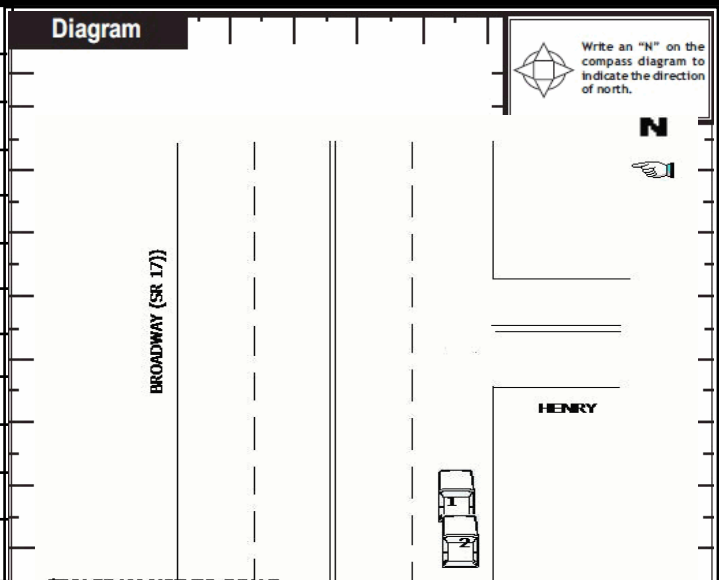 Diagram
Write an “N” on the
compass diagram to
indicate the direction
of north.
N
BROADWAY (SR 17))
HENRY
1
2